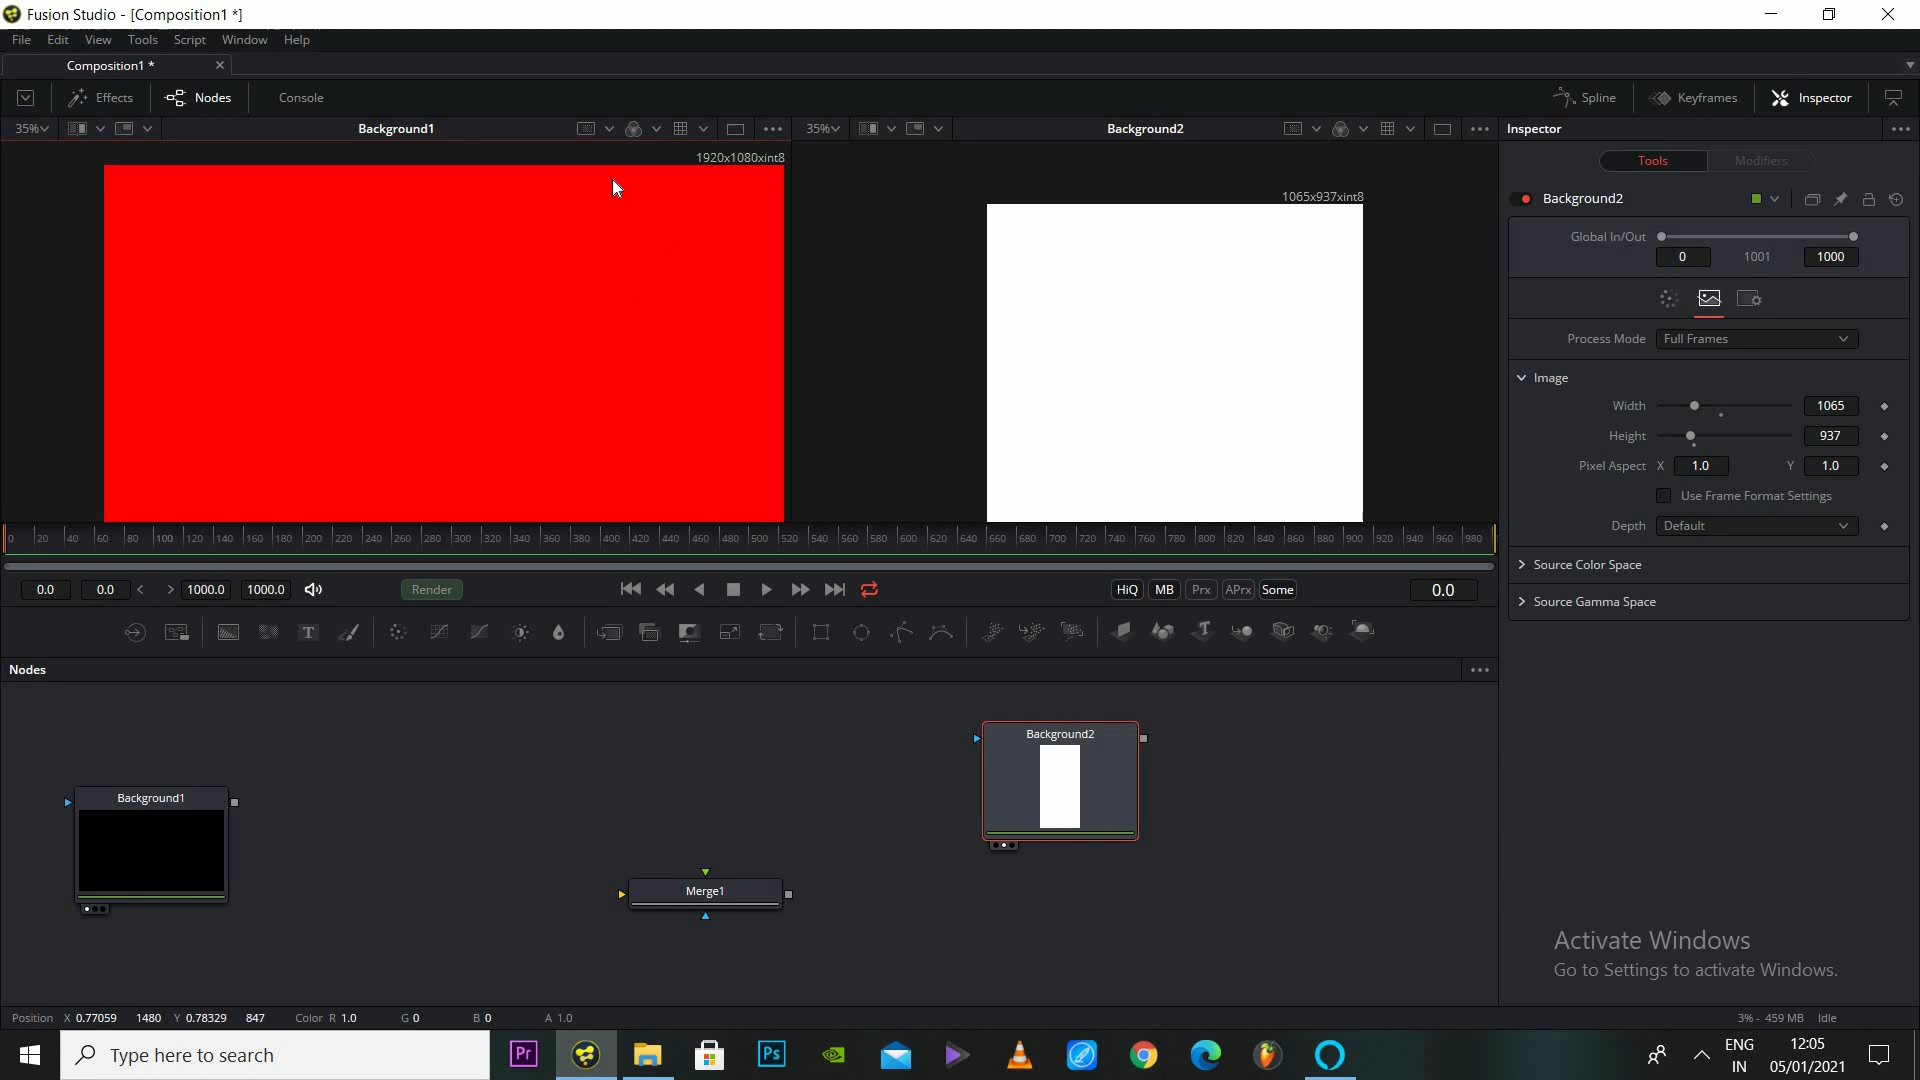 Fusion Studio - [Composition1 *]
File Edit View Tools Script Window Help
Composition1 *
Effects Nodes Console Spline Keyframes Inspector
35% Background1 35% Background2 Inspector
1920x1080xint8
1065x937xint8
Tools Modifiers
Background2
Global In/Out
0 1001 1000
Process Mode Full Frames
Image
Width 1065
Height 937
Pixel Aspect X 1.0 Y 1.0
Use Frame Format Settings
Depth Default
Source Color Space
Source Gamma Space
0 20 40 60 80 100 120 140 160 180 200 220 240 260 280 300 320 340 360 380 400 420 440 460 480 500 520 540 560 580 600 620 640 660 680 700 720 740 760 780 800 820 840 860 880 900 920 940 960 980
0.0 0.0 < > 1000.0 1000.0 Render HiQ MB Prx APrx Some 0.0
T T
Nodes
Background2
Background1
Merge1
Activate Windows
Go to Settings to activate Windows.
Position X 0.77059 1480 Y 0.78329 847 Color R 1.0 G 0 B 0 A 1.0 3% - 459 MB Idle
Type here to search
Pr
Ps
ENG
IN
12:05
05/01/2021